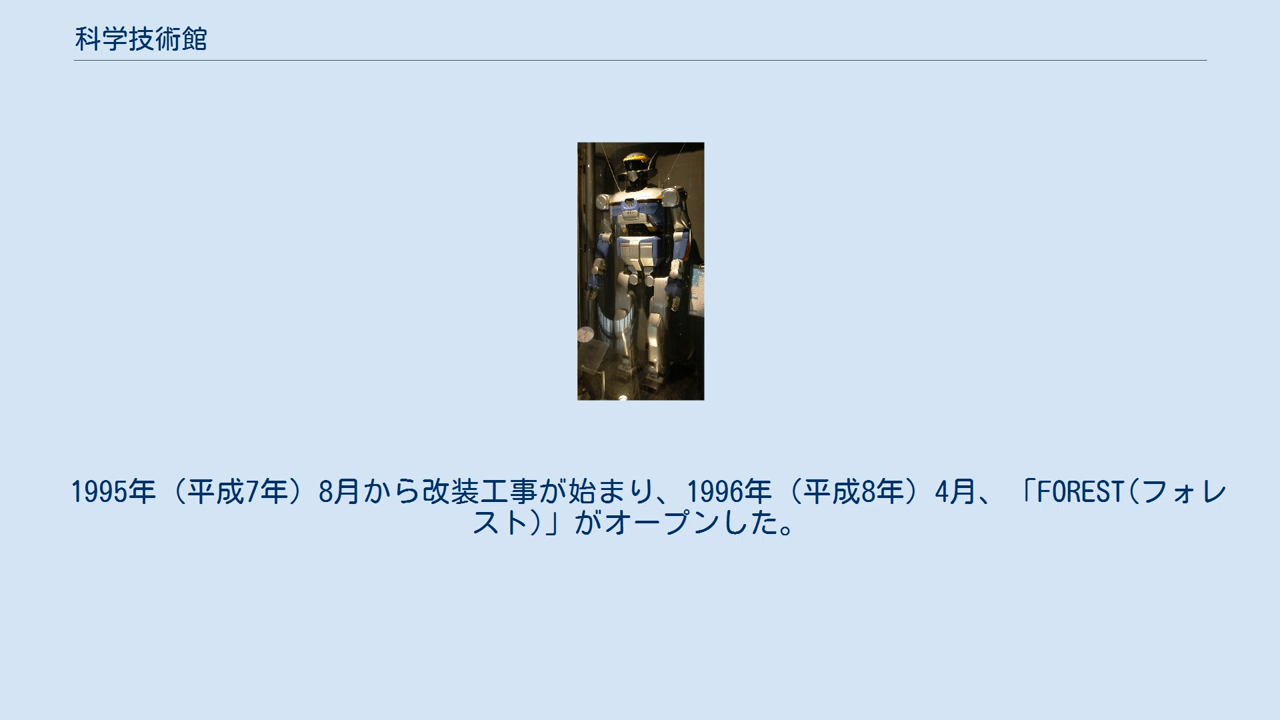 科学技術館
1995年（平成7年）8月から改装工事が始まり、1996年（平成8年）4月、「FOREST(フォレ
スト)」がオープンした。